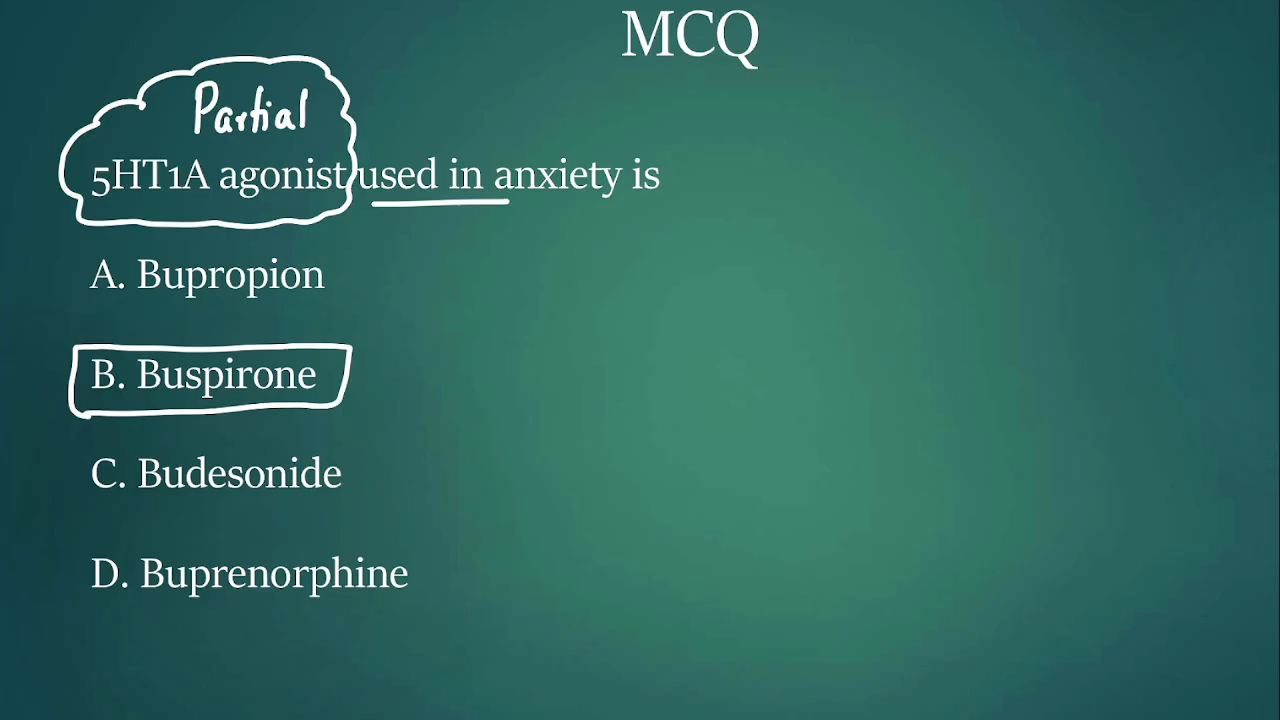 MCQ
Partial
5HT1A agonist used in anxiety is
A. Bupropion
B. Buspirone
C. Budesonide
D. Buprenorphine